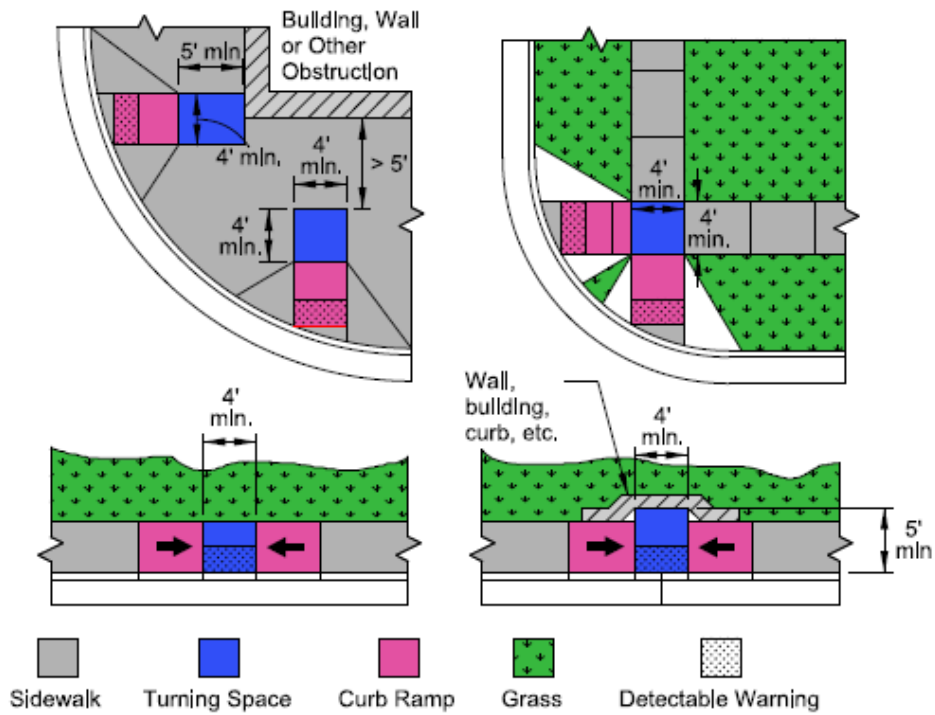 Building, Wall
or Other
Obstruction
5' min.
4' min.
4'
min.
> 5'
4'
min.
4'
min.
4'
min.
4'
min.
Wall,
building,
curb, etc.
4'
min.
5'
min
Sidewalk
Turning Space
Curb Ramp
Grass
Detectable Warning